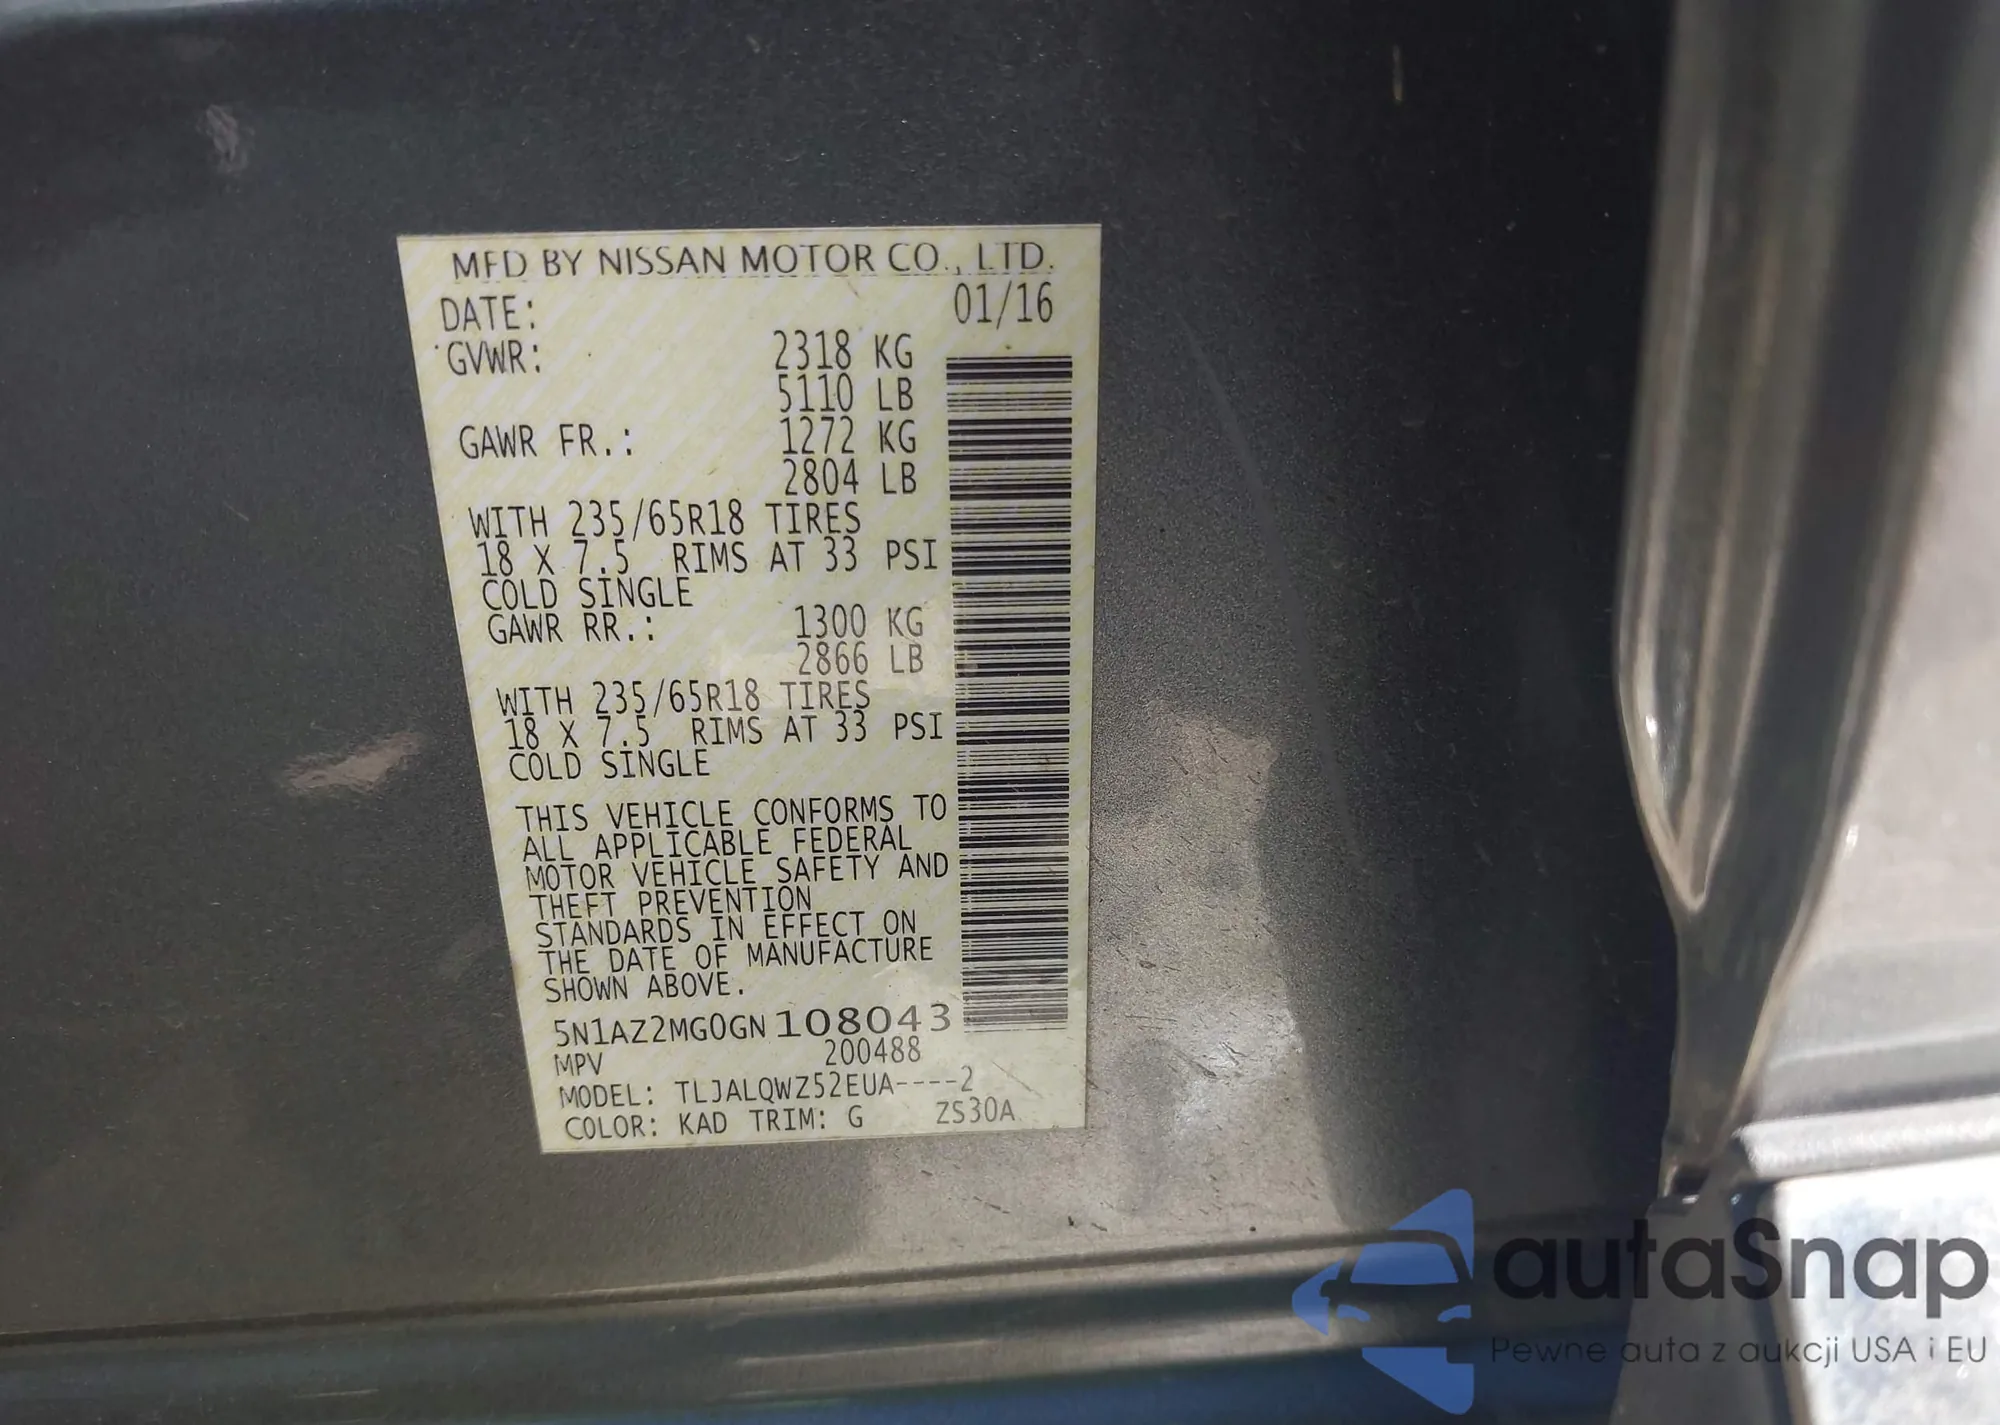 MFD BY NISSAN MOTOR CO., LTD.
DATE: 01/16
GVWR: 2318 KG
5110 LB
GAWR FR.: 1272 KG
2804 LB
WITH 235/65R18 TIRES
18 X 7.5 RIMS AT 33 PSI
COLD SINGLE
GAWR RR.: 1300 KG
2866 LB
WITH 235/65R18 TIRES
18 X 7.5 RIMS AT 33 PSI
COLD SINGLE
THIS VEHICLE CONFORMS TO
ALL APPLICABLE FEDERAL
MOTOR VEHICLE SAFETY AND
THEFT PREVENTION
STANDARDS IN EFFECT ON
THE DATE OF MANUFACTURE
SHOWN ABOVE.
5N1AZ2MG0GN108043
MPV 200488
MODEL: TLJALQWZ52EUA----2
COLOR: KAD TRIM: G ZS30A
autaSnap
Pewne auta z aukcji USA i EU